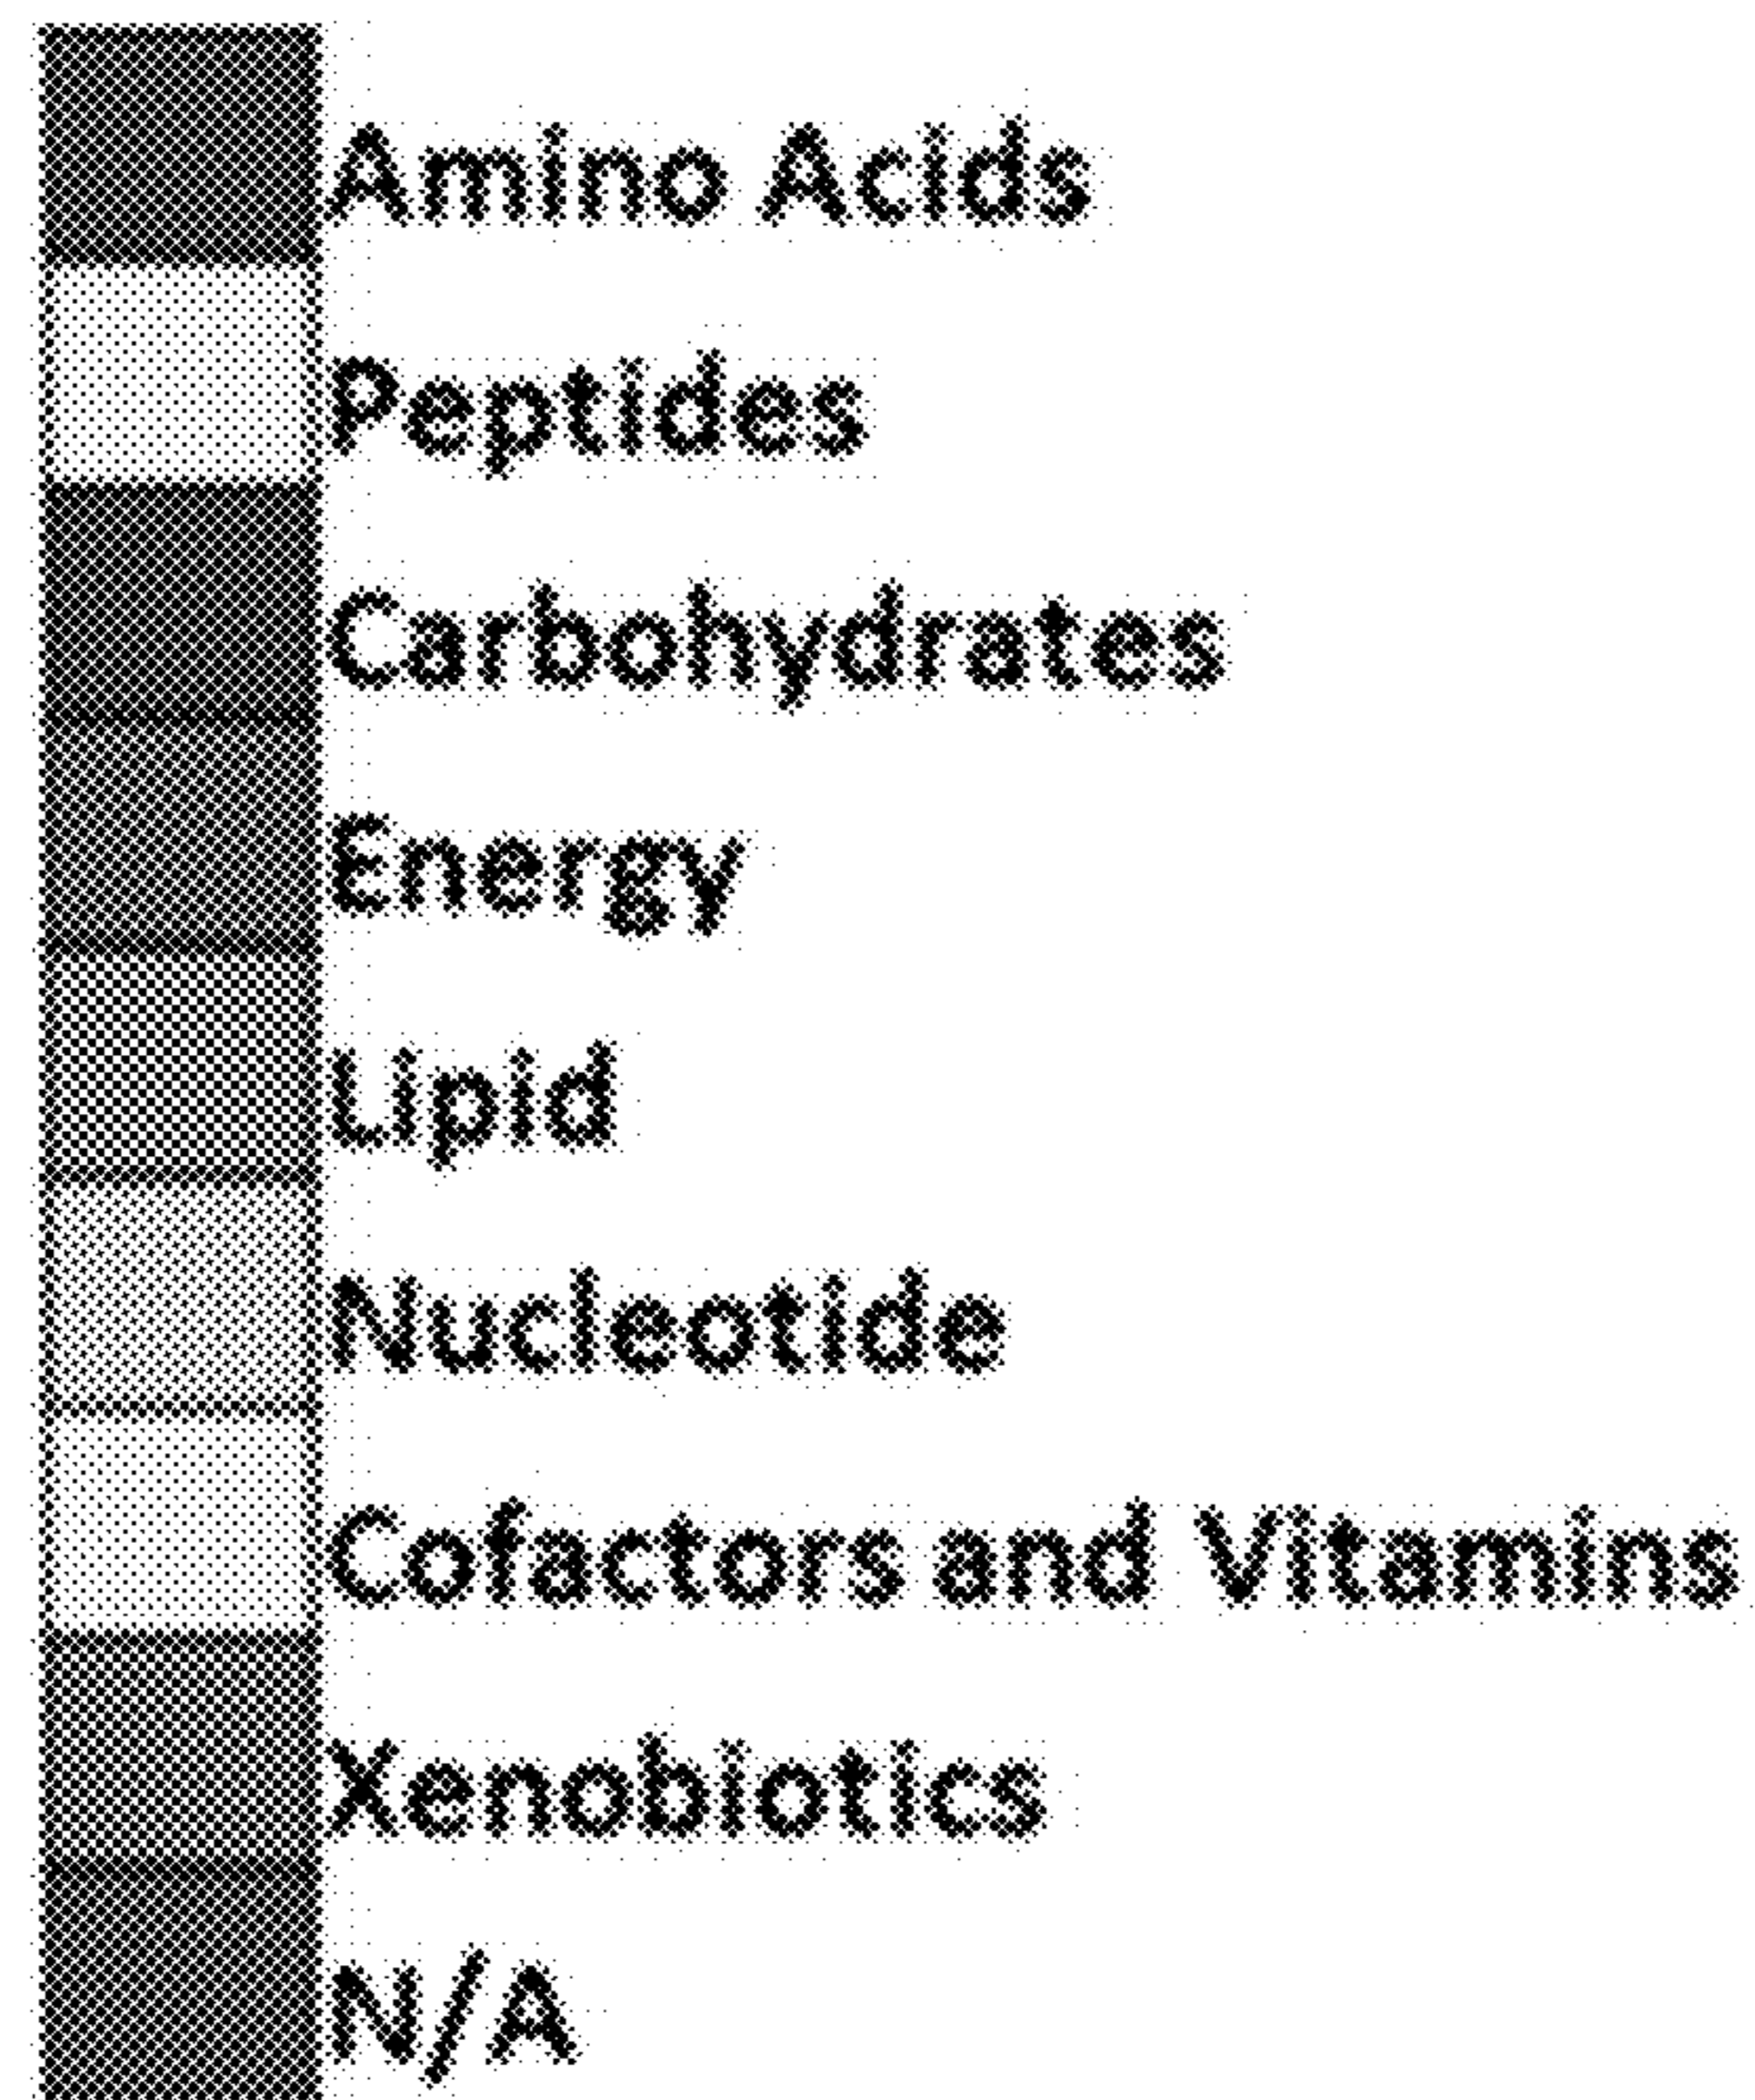 Amino Acids
Peptides
Carbohydrates
Energy
Lipid
Nucleotide
Cofactors and Vitamins
Xenobiotics
N/A